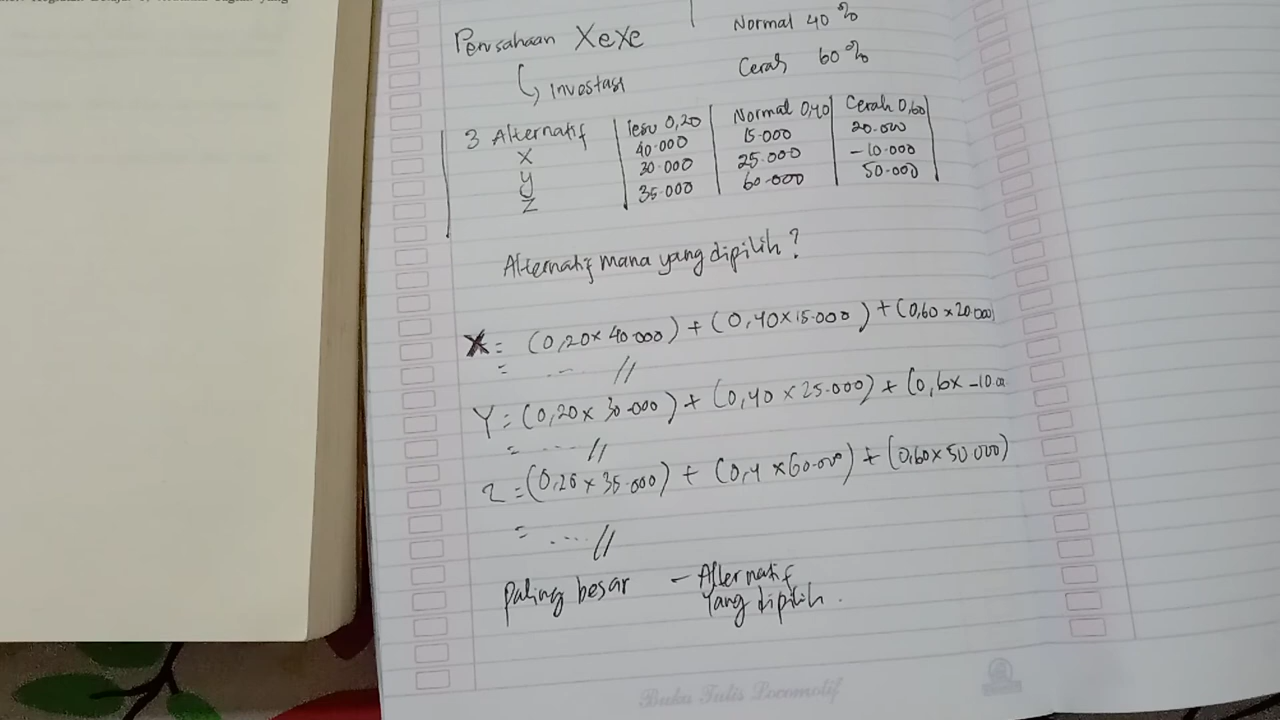 Normal 40 %
Perusahaan XeXe
Cerah 60 %
Investasi
3 Alternatif lesu 0,20 Normal 0,40 Cerah 0,60
X 40.000 15.000 20.000
Y 30.000 25.000 -10.000
Z 35.000 60.000 50.000
Alternatif mana yang dipilih?
X = (0,20 x 40.000) + (0,40 x 15.000) + (0,60 x 20.000)
= .... //
Y = (0,20 x 30.000) + (0,40 x 25.000) + (0,6 x -10.00
= .... //
Z = (0,20 x 35.000) + (0,4 x 60.000) + (0,60 x 50.000)
= .... //
Paling besar - Alternatif
Yang dipilih.
Buku Tulis Locomotif